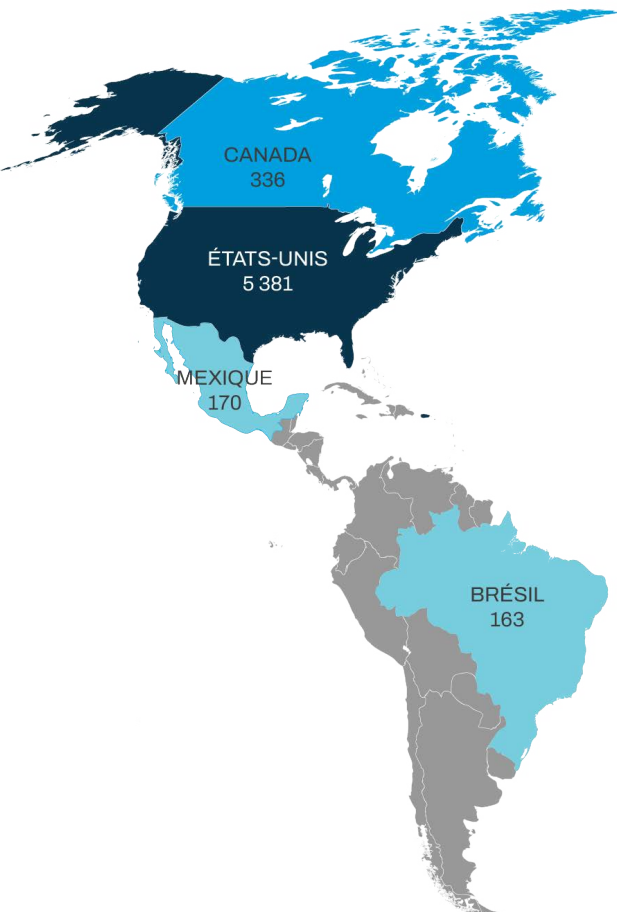 CANADA
336
ÉTATS-UNIS
5 381
MEXIQUE
170
BRÉSIL
163